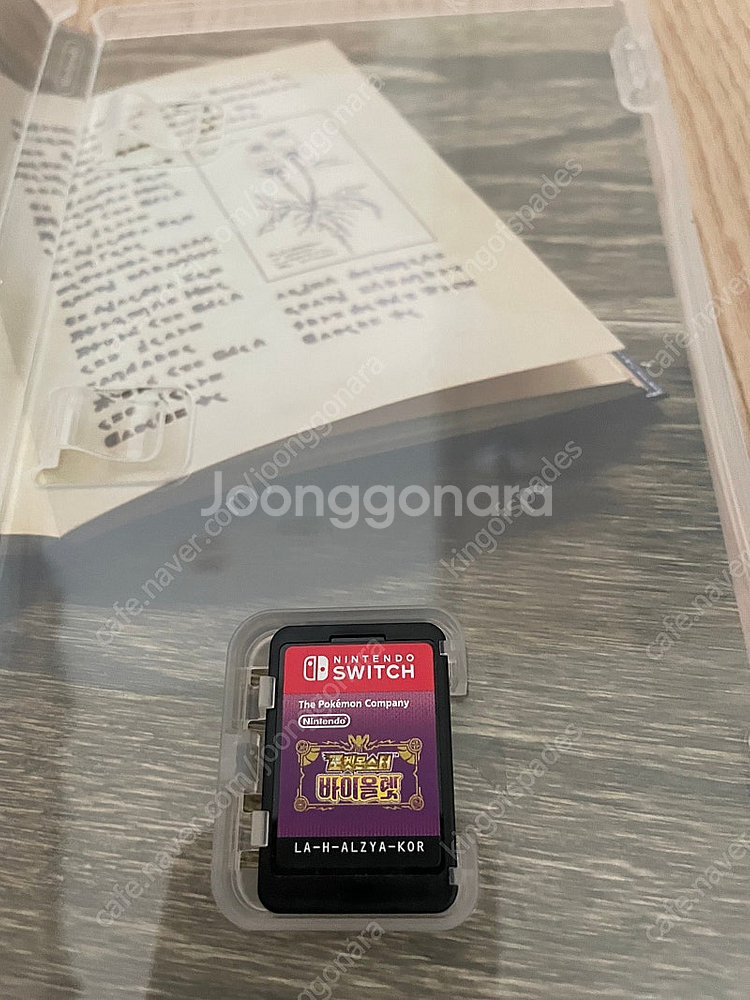 Joonggonara
cafe.naver.com/joonggonara
kingofspades
NINTENDO
SWITCH
The Pokémon Company
Nintendo
포켓몬스터
바이올렛
LA-H-ALZYA-KOR